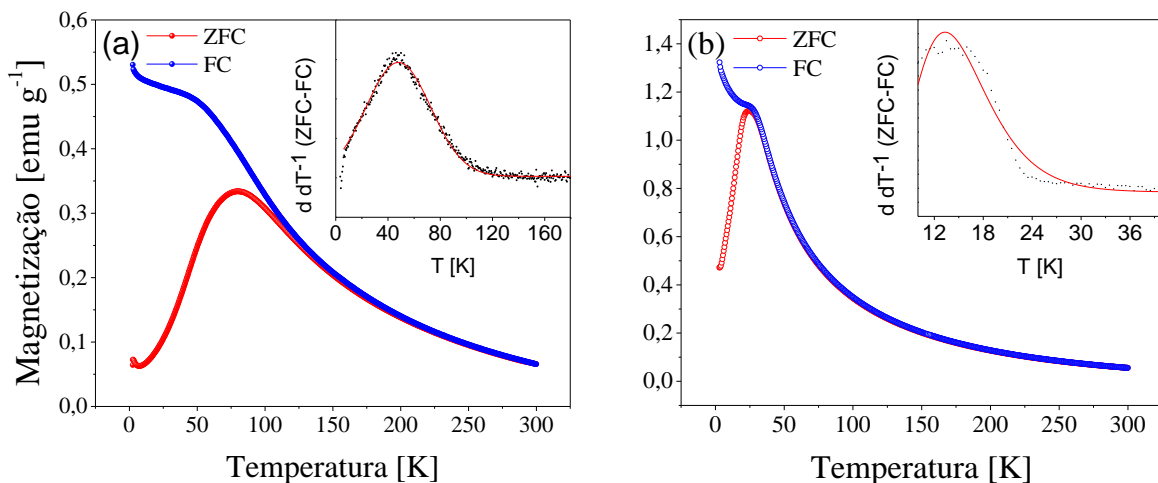 (a)
ZFC
FC
0,6
0,5
0,4
0,3
0,2
0,1
0,0
Magnetização [emu g⁻¹]
0 50 100 150 200 250 300
Temperatura [K]
d dT⁻¹ (ZFC-FC)
0 40 80 120 160
T [K]
(b)
ZFC
FC
1,4
1,2
1,0
0,8
0,6
0,4
0,2
0,0
0 50 100 150 200 250 300
Temperatura [K]
d dT⁻¹ (ZFC-FC)
12 18 24 30 36
T [K]